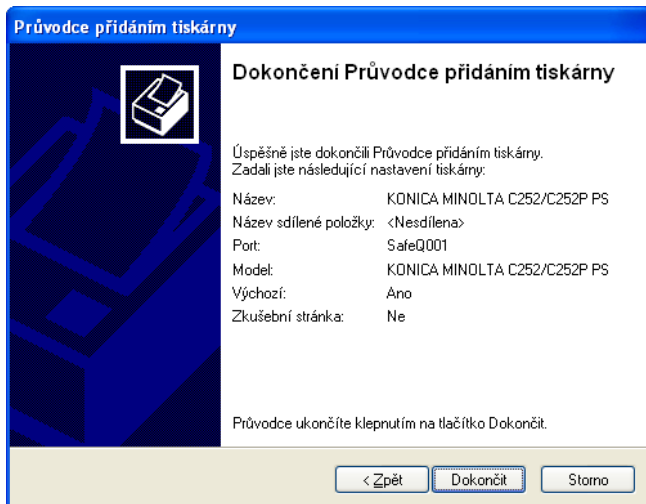 Průvodce přidáním tiskárny
Dokončení Průvodce přidáním tiskárny
Úspěšně jste dokončili Průvodce přidáním tiskárny.
Zadali jste následující nastavení tiskárny:
Název: KONICA MINOLTA C252/C252P PS
Název sdílené položky: <Nesdílena>
Port: SafeQ001
Model: KONICA MINOLTA C252/C252P PS
Výchozí: Ano
Zkušební stránka: Ne
Průvodce ukončíte klepnutím na tlačítko Dokončit.
< Zpět Dokončit Storno